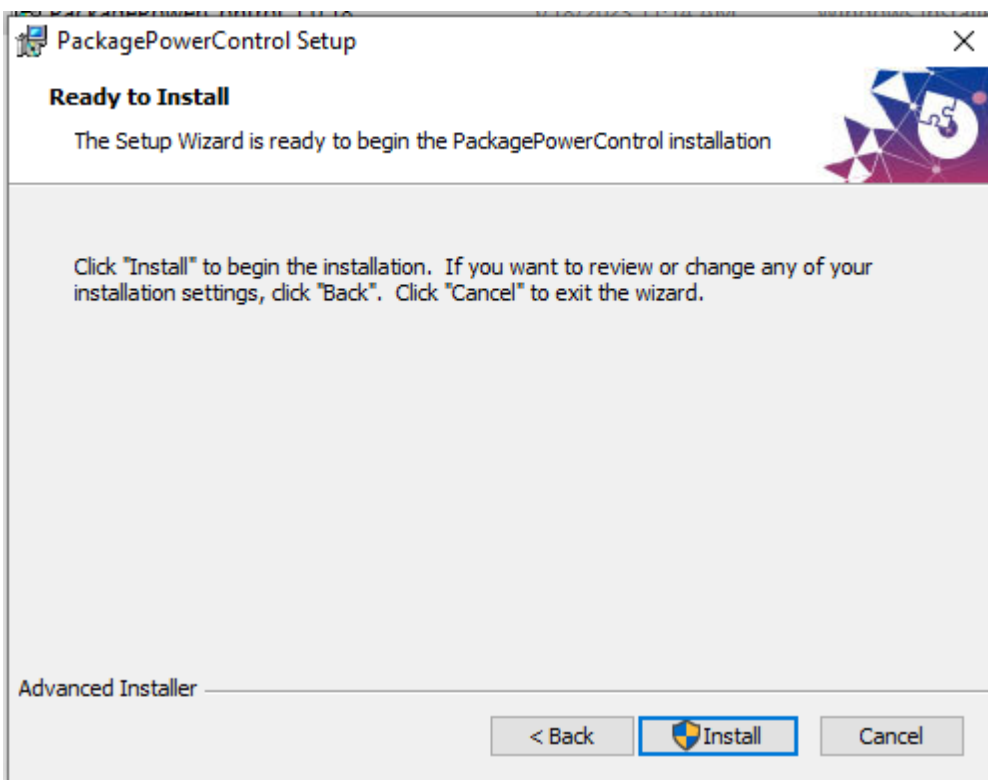 PackagePowerControl Setup
Ready to Install
The Setup Wizard is ready to begin the PackagePowerControl installation
Click "Install" to begin the installation.  If you want to review or change any of your
installation settings, click "Back".  Click "Cancel" to exit the wizard.
Advanced Installer
< Back
Install
Cancel